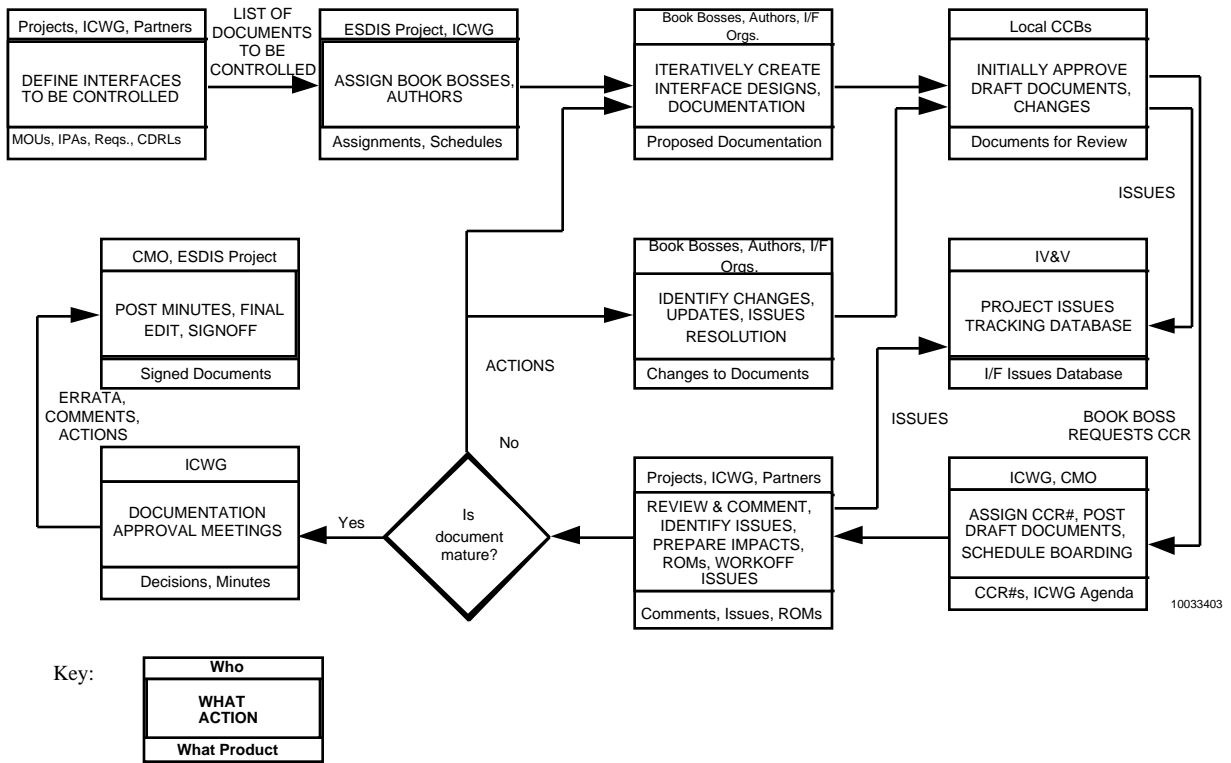 Projects, ICWG, Partners
DEFINE INTERFACES
TO BE CONTROLLED
MOUs, IPAs, Reqs., CDRLs
LIST OF
DOCUMENTS
TO BE
CONTROLLED
ESDIS Project, ICWG
ASSIGN BOOK BOSSES,
AUTHORS
Assignments, Schedules
Book Bosses, Authors, I/F
Orgs.
ITERATIVELY CREATE
INTERFACE DESIGNS,
DOCUMENTATION
Proposed Documentation
Local CCBs
INITIALLY APPROVE
DRAFT DOCUMENTS,
CHANGES
Documents for Review
ISSUES
CMO, ESDIS Project
POST MINUTES, FINAL
EDIT, SIGNOFF
Signed Documents
Book Bosses, Authors, I/F
Orgs.
IDENTIFY CHANGES,
UPDATES, ISSUES
RESOLUTION
Changes to Documents
IV&V
PROJECT ISSUES
TRACKING DATABASE
I/F Issues Database
ACTIONS
ERRATA,
COMMENTS,
ACTIONS
ISSUES
BOOK BOSS
REQUESTS CCR
No
ICWG
DOCUMENTATION
APPROVAL MEETINGS
Decisions, Minutes
Yes
Is
document
mature?
Projects, ICWG, Partners
REVIEW & COMMENT,
IDENTIFY ISSUES,
PREPARE IMPACTS,
ROMs, WORKOFF
ISSUES
Comments, Issues, ROMs
ICWG, CMO
ASSIGN CCR#, POST
DRAFT DOCUMENTS,
SCHEDULE BOARDING
CCR#s, ICWG Agenda
10033403
Key:
Who
WHAT
ACTION
What Product